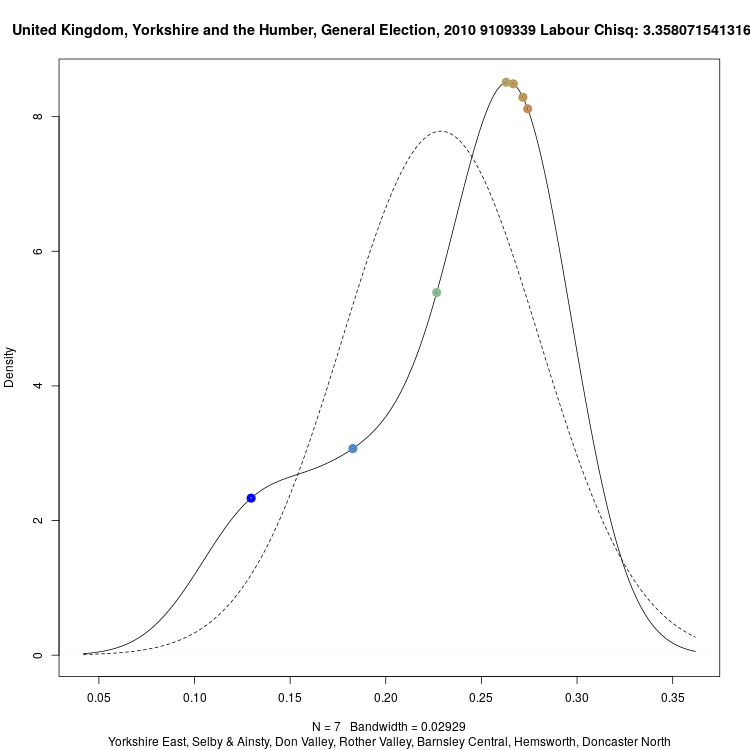 United Kingdom, Yorkshire and the Humber, General Election, 2010 9109339 Labour Chisq: 3.358071541316
Density
8
6
4
2
0
0.05 0.10 0.15 0.20 0.25 0.30 0.35
N = 7 Bandwidth = 0.02929
Yorkshire East, Selby & Ainsty, Don Valley, Rother Valley, Barnsley Central, Hemsworth, Doncaster North